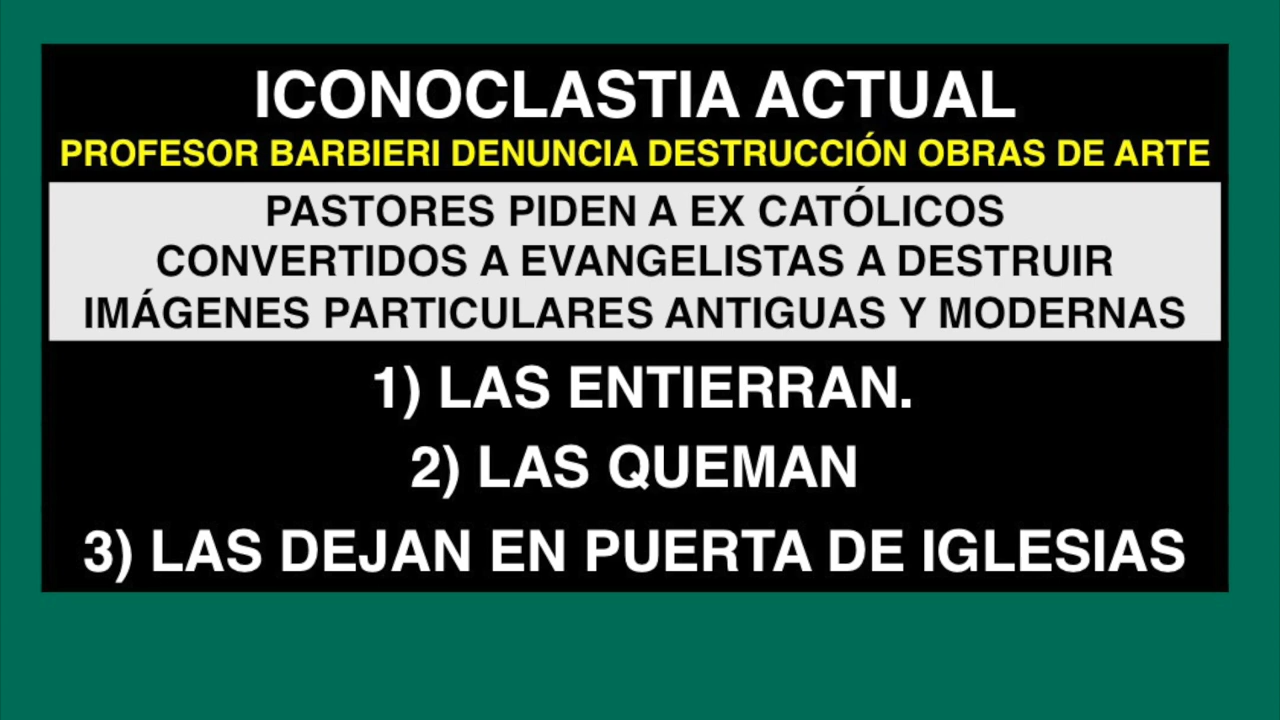 ICONOCLASTIA ACTUAL
PROFESOR BARBIERI DENUNCIA DESTRUCCIÓN OBRAS DE ARTE
PASTORES PIDEN A EX CATÓLICOS
CONVERTIDOS A EVANGELISTAS A DESTRUIR
IMÁGENES PARTICULARES ANTIGUAS Y MODERNAS
1) LAS ENTIERRAN.
2) LAS QUEMAN
3) LAS DEJAN EN PUERTA DE IGLESIAS